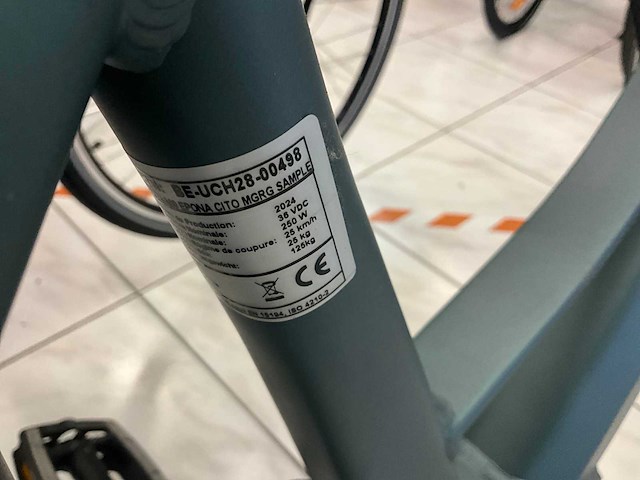 E-UCH28-00498
EPONA CITO MGRG SAMPLE
Production: 2024
36 VDC
250 W
de coupure: 25 km/h
25 kg
125kg
CE
EN 15194, ISO 4210-2